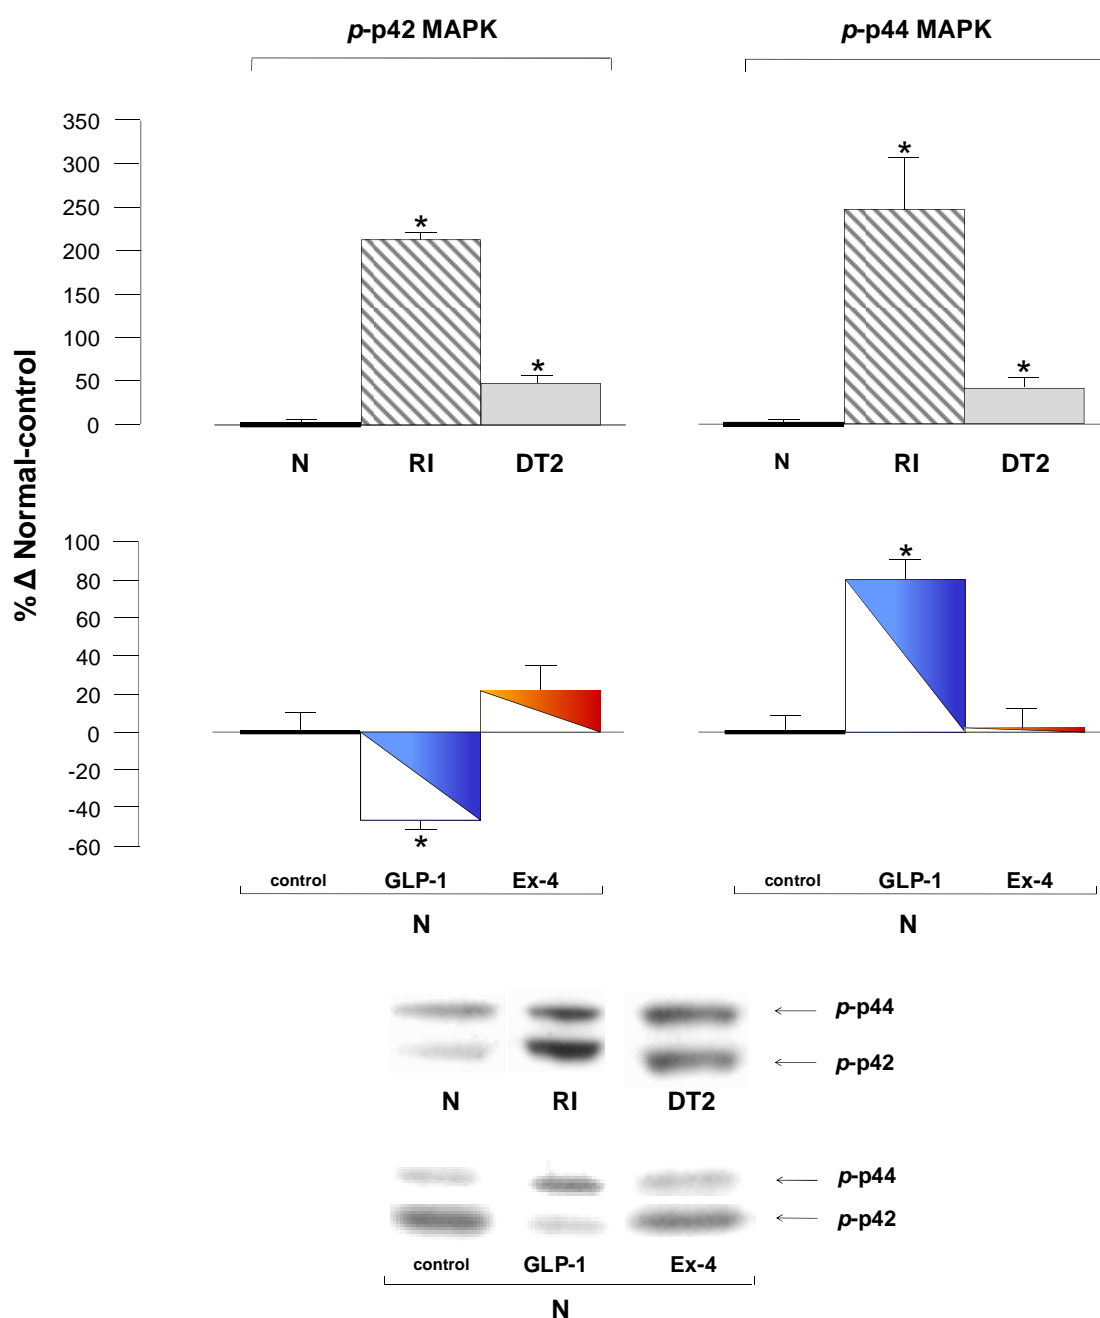 p-p42 MAPK
p-p44 MAPK
% Δ Normal-control
350
300
250
200
150
100
50
0
*
*
*
*
N
RI
DT2
N
RI
DT2
100
80
60
40
20
0
-20
-40
-60
*
*
control
GLP-1
Ex-4
N
control
GLP-1
Ex-4
N
p-p44
p-p42
N
RI
DT2
p-p44
p-p42
control
GLP-1
Ex-4
N